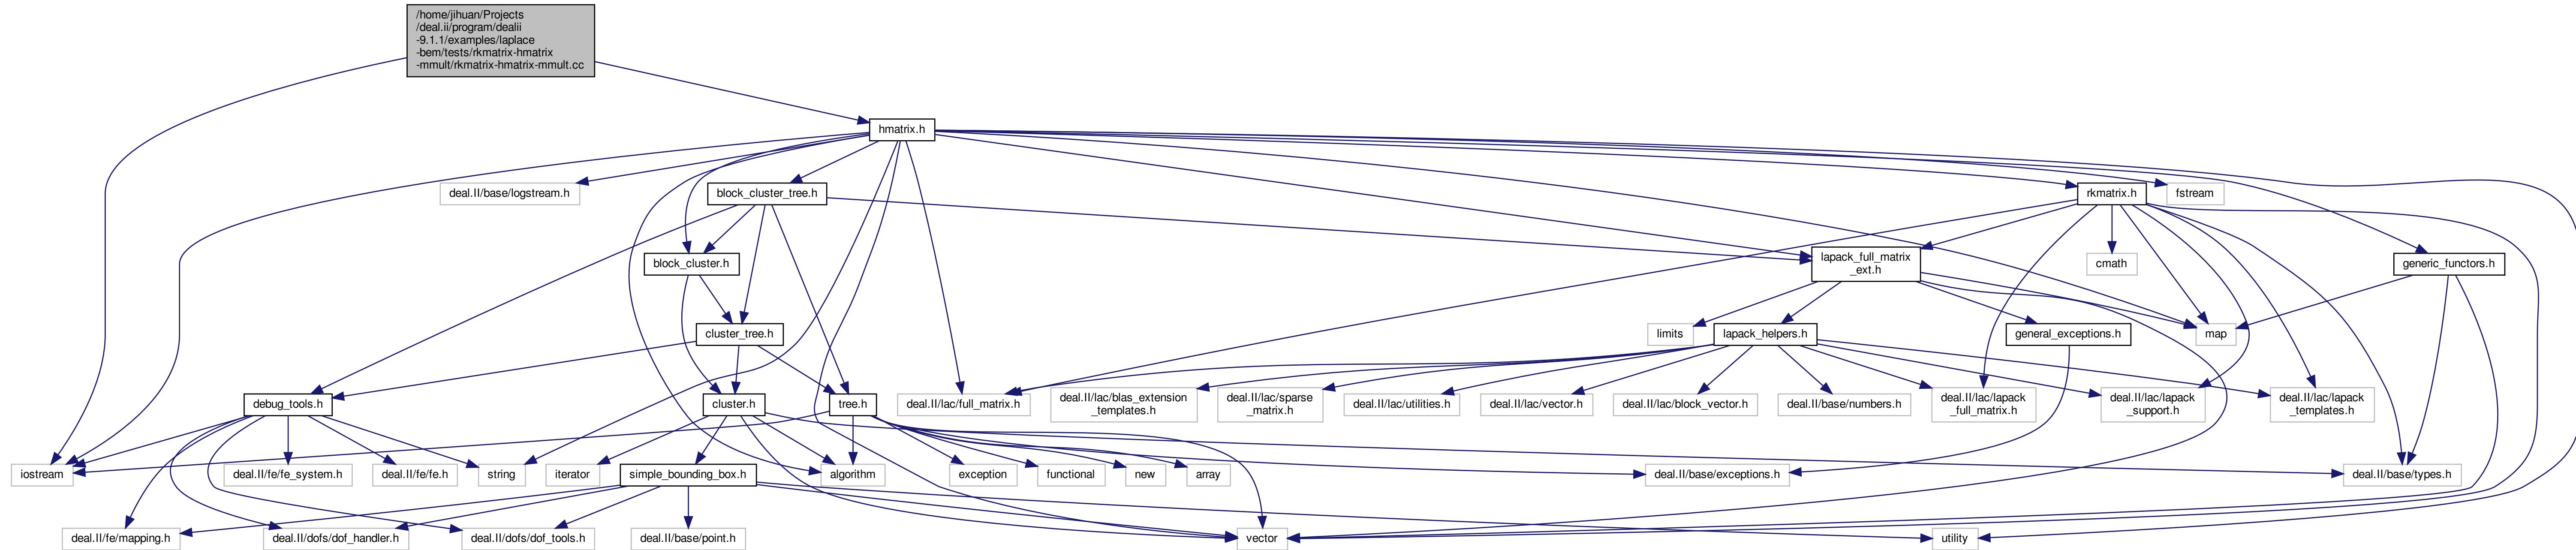 /home/jihuan/Projects
/deal.ii/program/dealii
-9.1.1/examples/laplace
-bem/tests/rkmatrix-hmatrix
-mmult/rkmatrix-hmatrix-mmult.cc
hmatrix.h
deal.II/base/logstream.h
block_cluster_tree.h
rkmatrix.h
fstream
block_cluster.h
lapack_full_matrix
_ext.h
cmath
generic_functors.h
cluster_tree.h
limits
lapack_helpers.h
general_exceptions.h
map
debug_tools.h
cluster.h
tree.h
deal.II/lac/full_matrix.h
deal.II/lac/blas_extension
_templates.h
deal.II/lac/sparse
_matrix.h
deal.II/lac/utilities.h
deal.II/lac/vector.h
deal.II/lac/block_vector.h
deal.II/base/numbers.h
deal.II/lac/lapack
_full_matrix.h
deal.II/lac/lapack
_support.h
deal.II/lac/lapack
_templates.h
iostream
deal.II/fe/fe_system.h
deal.II/fe/fe.h
string
iterator
simple_bounding_box.h
algorithm
exception
functional
new
array
deal.II/base/exceptions.h
deal.II/base/types.h
deal.II/fe/mapping.h
deal.II/dofs/dof_handler.h
deal.II/dofs/dof_tools.h
deal.II/base/point.h
vector
utility